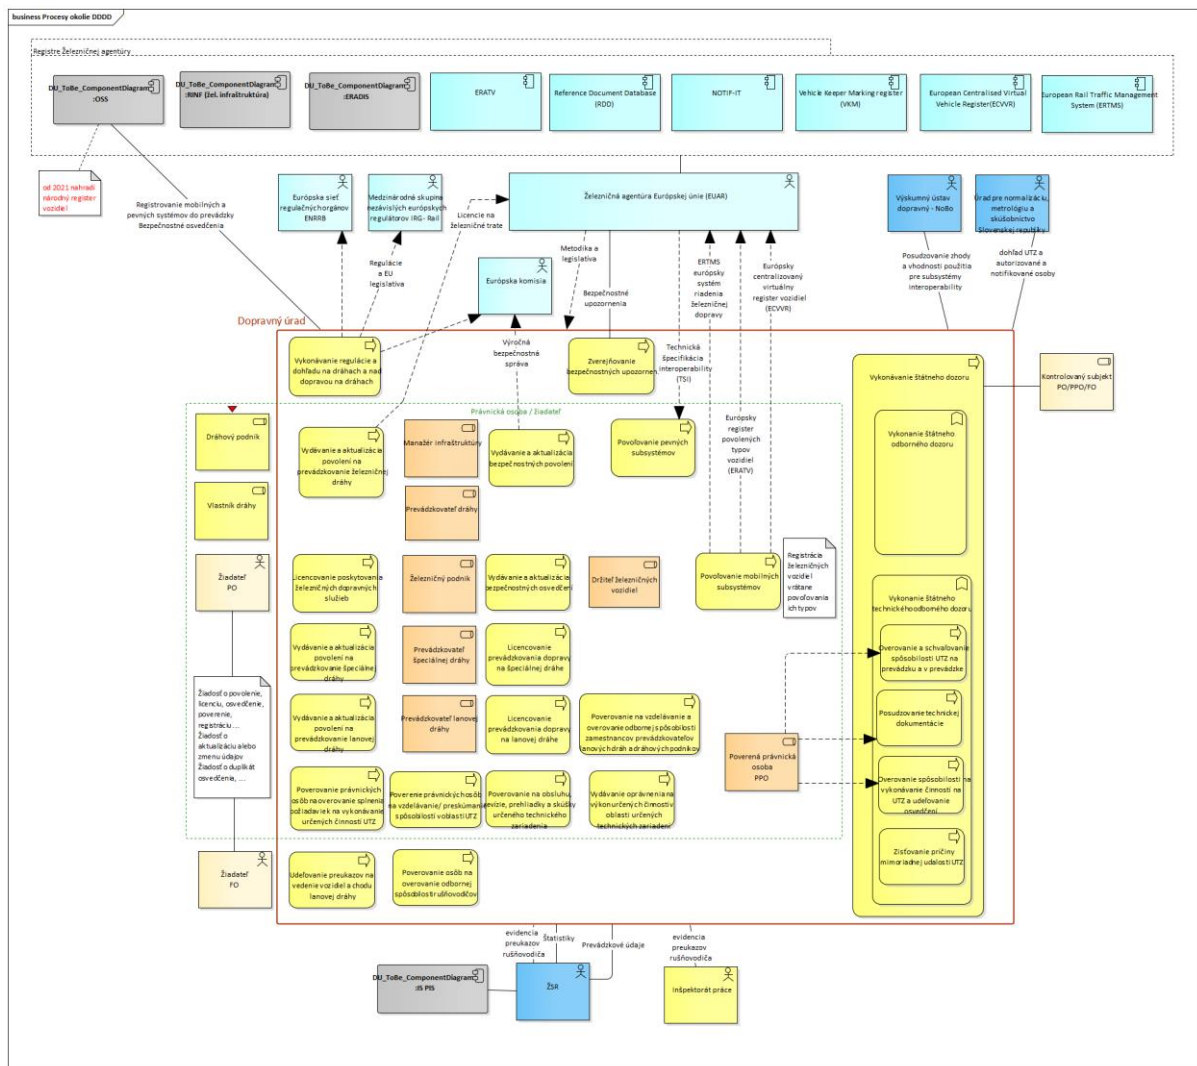 business Procesy okolie DDDD
Registre Železničnej agentúry
DU_ToBe_ComponentDiagram
:OSS
DU_ToBe_ComponentDiagram
:RINF (žel. infraštruktúra)
DU_ToBe_ComponentDiagram
:ERADIS
ERATV
Reference Document Database
(RDD)
NOTIF-IT
Vehicle Keeper Marking register
(VKM)
European Centralised Virtual
Vehicle Register(ECVVR)
European Rail Traffic Management
System (ERTMS)
od 2021 nahradí
národný register
vozidiel
Registrovanie mobilných a
pevných systémov do prevádzky
Bezpečnostné osvedčenia
Európska sieť
regulačných orgánov
ENRRB
Medzinárodná skupina
nezávislých európskych
regulátorov IRG- Rail
Licencie na
železničné trate
Železničná agentúra Európskej únie (EUAR)
Výskumný ústav
dopravný - NoBo
Úrad pre normalizáciu,
metrológiu a
skúšobníctvo
Slovenskej republiky
Regulácie
a EU
legislatíva
Európska komisia
Metodika a
legislatíva
Bezpečnostné
upozornenia
ERTMS
európsky
systém
riadenia
železničnej
dopravy
Európsky
centralizovaný
virtuálny
register vozidiel
(ECVVR)
Posudzovanie zhody
a vhodnosti použitia
pre subsystémy
interoperability
dohľad UTZ a
autorizované a
notifikované osoby
Dopravný úrad
Vykonávanie regulácie a
dohľadu na dráhach a nad
dopravou na dráhach
Výročná
bezpečnostná
správa
Zverejňovanie
bezpečnostných upozornen
Technická
špecifikácia
interoperability
(TSI)
Vykonávanie štátneho dozoru
Kontrolovaný subjekt
PO/PPO/FO
Právnická osoba / žiadateľ
Dráhový podnik
Vydávanie a aktualizácia
povolení na
prevádzkovanie železničnej
dráhy
Manažér infraštruktúry
Vydávanie a aktualizácia
bezpečnostných povolení
Povoľovanie pevných
subsystémov
Európsky
register
povolených
typov
vozidiel
(ERATV)
Vykonanie štátneho
odborného dozoru
Vlastník dráhy
Prevádzkovateľ dráhy
Žiadateľ
PO
Licencovanie poskytovania
železničných dopravných
služieb
Železničný podnik
Vydávanie a aktualizácia
bezpečnostných osvedčení
Držiteľ železničných
vozidiel
Povoľovanie mobilných
subsystémov
Registrácia
železničných
vozidiel
vrátane
povoľovania
ich typov
Vykonanie štátneho
technického odborného dozoru
Vydávanie a aktualizácia
povolení na
prevádzkovanie špeciálne
dráhy
Prevádzkovateľ
špeciálnej dráhy
Licencovanie
prevádzkovania dopravy
na špeciálnej dráhe
Overovanie a schvaľovanie
spôsobilosti UTZ na
prevádzku a v prevádzke
Žiadosť o povolenie,
licenciu, osvedčenie,
poverenie,
registráciu ...
Žiadosť o
aktualizáciu alebo
zmenu údajov
Žiadosť o duplikát
osvedčenia, ....
Vydávanie a aktualizácia
povolení na
prevádzkovanie lanovej
dráhy
Prevádzkovateľ lanovej
dráhy
Licencovanie
prevádzkovania dopravy
na lanovej dráhe
Poverovanie na vzdelávanie a
overovanie odbornej spôsobilosti
zamestnancov prevádzkovateľov
lanových dráh a dráhových podnikov
Posudzovanie technickej
dokumentácie
Poverená právnická
osoba
PPO
Poverovanie právnických
osôb na overovanie splnenia
požiadaviek na vykonávanie
určených činností UTZ
Poverenie právnických osôb
na vzdelávanie/ preskúmanie
spôsobilosti v oblasti UTZ
Poverovanie na obsluhu,
revízie, prehliadky a skúšky
určeného technického
zariadenia
Vydávanie oprávnenia na
výkon určených činností v
oblasti určených
technických zariadení
Overovanie spôsobilosti na
vykonávanie činností na
UTZ a udeľovanie
osvedčení
Zisťovanie príčiny
mimoriadnej udalosti UTZ
Žiadateľ
FO
Udeľovanie preukazov na
vedenie vozidiel a chodu
lanovej dráhy
Poverovanie osôb na
overovanie odbornej
spôsobilosti rušňovodičov
evidencia
preukazov
rušňovodiča
Štatistiky
Prevádzkové údaje
evidencia
preukazov
rušňovodiča
DU_ToBe_ComponentDiagram
:IS PIS
ŽSR
Inšpektorát práce